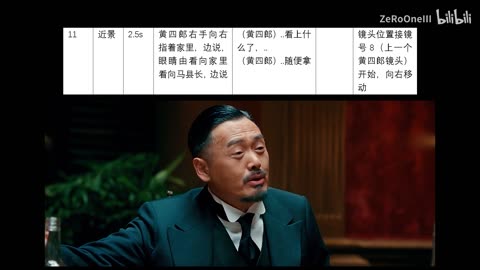 ZeRoOneIII bilibili
11
近景
2.5s
黄四郎右手向右
指着家里，边说，
眼睛由看向家里
看向马县长，边说
（黄四郎）..看上什
么了，..
（黄四郎）..随便拿
镜头位置接镜
号 8（上一个
黄四郎镜头）
开始，向右移
动